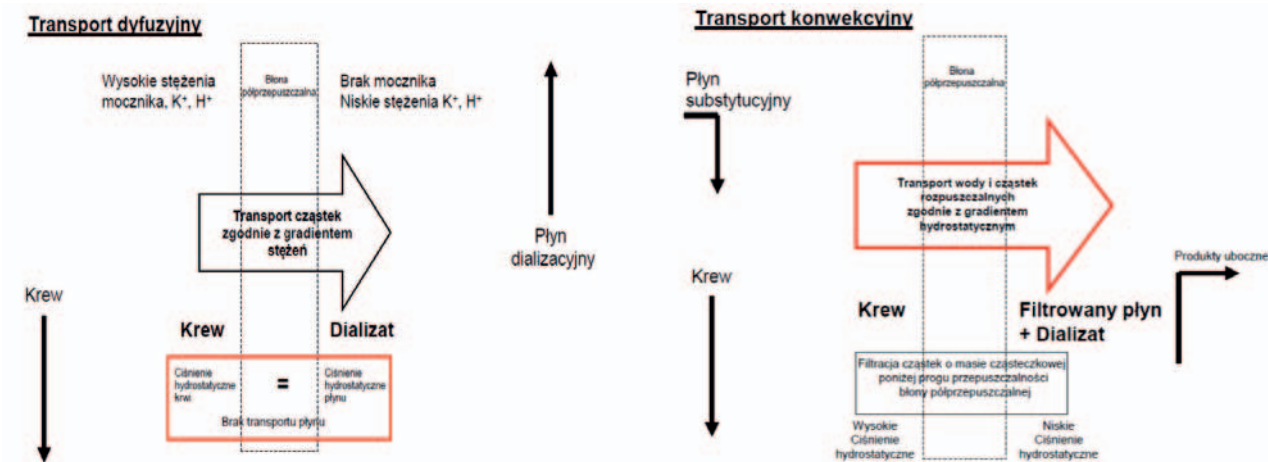 Transport dyfuzyjny
Wysokie stężenia
mocznika, K⁺, H⁺
Błona
półprzepuszczalna
Brak mocznika
Niskie stężenia K⁺, H⁺
Transport cząstek
zgodnie z gradientem
stężeń
Płyn
dializacyjny
Krew
Krew
Dializat
Ciśnienie
hydrostatyczne
krwi
=
Ciśnienie
hydrostatyczne
płynu
Brak transportu płynu
Transport konwekcyjny
Płyn
substytucyjny
Błona
półprzepuszczalna
Transport wody i cząstek
rozpuszczalnych
zgodnie z gradientem
hydrostatycznym
Produkty uboczne
Krew
Krew
Filtrowany płyn
+ Dializat
Filtracja cząstek o masie cząsteczkowej
poniżej progu przepuszczalności
błony półprzepuszczalnej
Wysokie
Ciśnienie
hydrostatyczne
Niskie
Ciśnienie
hydrostatyczne